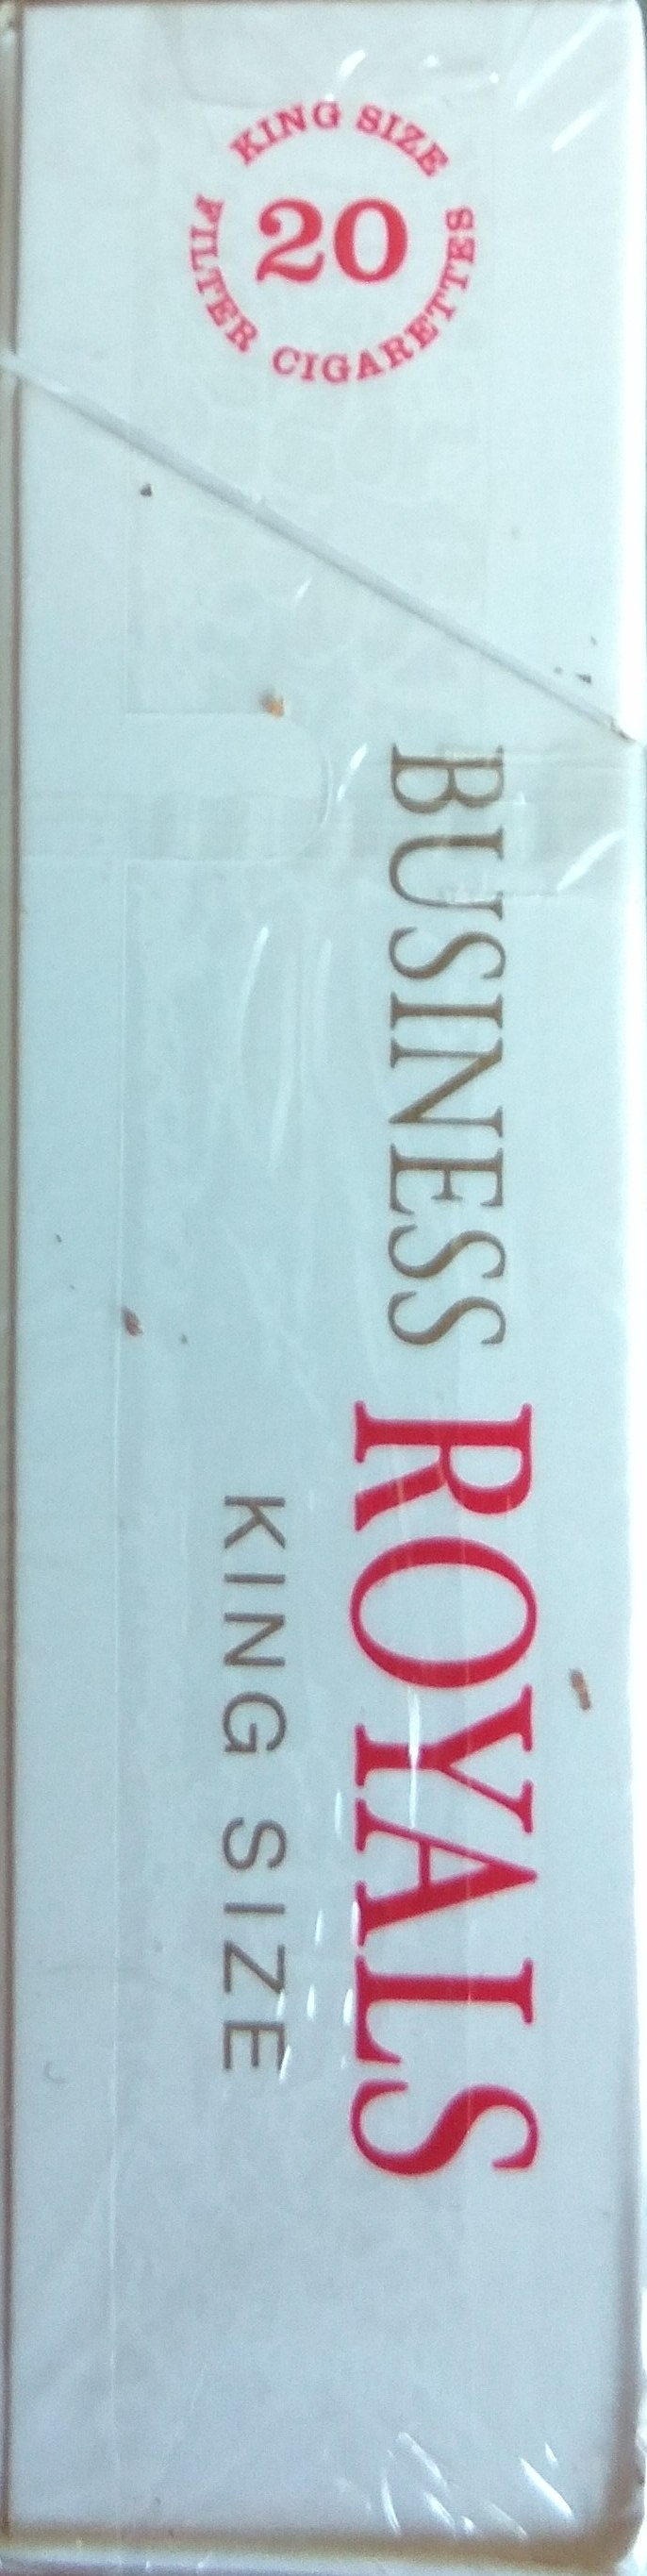 KING SIZE
20
FILTER CIGARETTES
BUSINESS ROYALS
KING SIZE